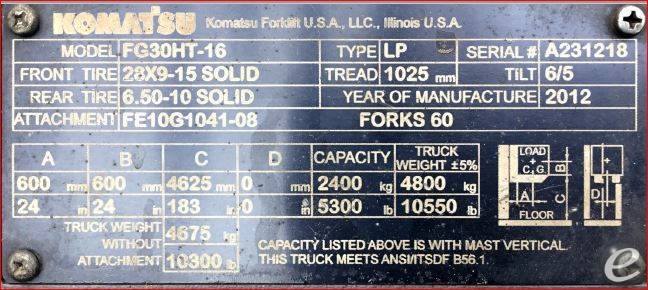 KOMATSU Komatsu Forklift U.S.A., LLC., Illinois U.S.A.
MODEL FG30HT-16 TYPE LP SERIAL # A231218
FRONT TIRE 28X9-15 SOLID TREAD 1025 mm TILT 6/5
REAR TIRE 6.50-10 SOLID YEAR OF MANUFACTURE 2012
ATTACHMENT FE10G1041-08 FORKS 60
A B C D CAPACITY TRUCK WEIGHT ±5%
600 mm 600 mm 4625 mm 0 mm 2400 kg 4800 kg
24 in 24 in 183 in 0 in 5300 lb 10550 lb
TRUCK WEIGHT WITHOUT ATTACHMENT 4675 kg
10300 lb
CAPACITY LISTED ABOVE IS WITH MAST VERTICAL.
THIS TRUCK MEETS ANSI/ITSDF B56.1.
LOAD
C.G. B
A C D
FLOOR
e